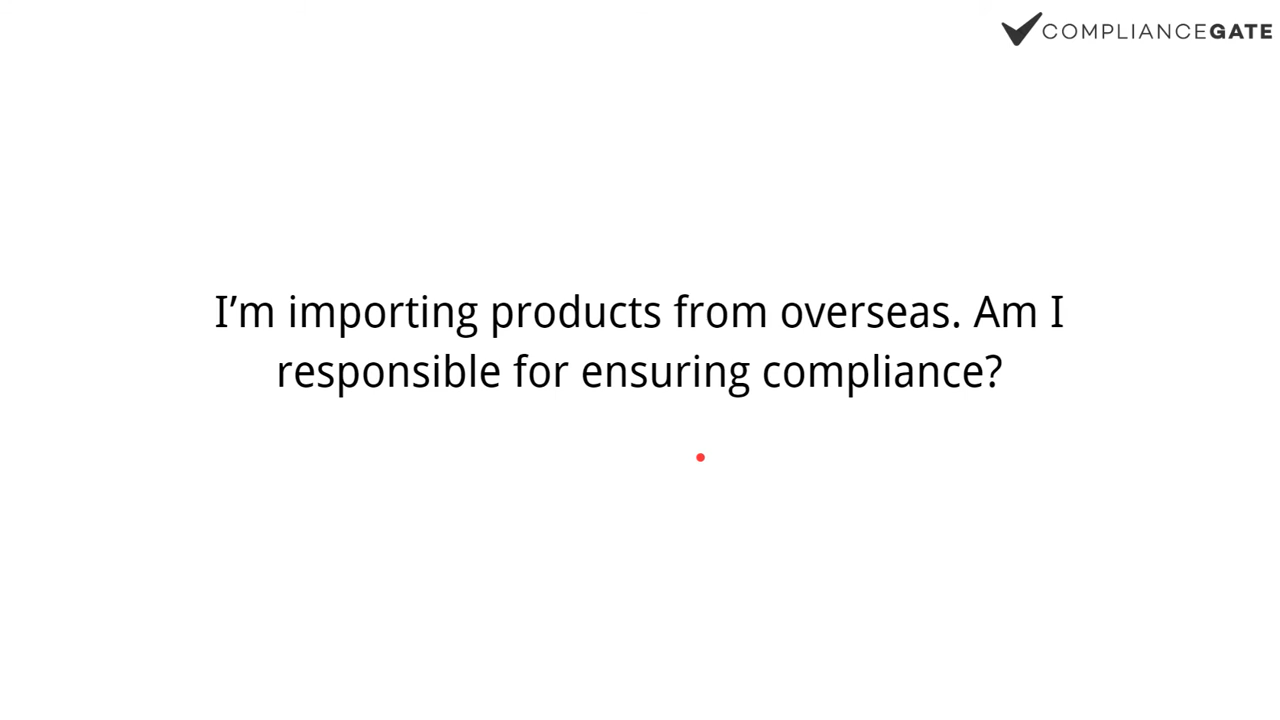 COMPLIANCEGATE
I’m importing products from overseas. Am I
responsible for ensuring compliance?